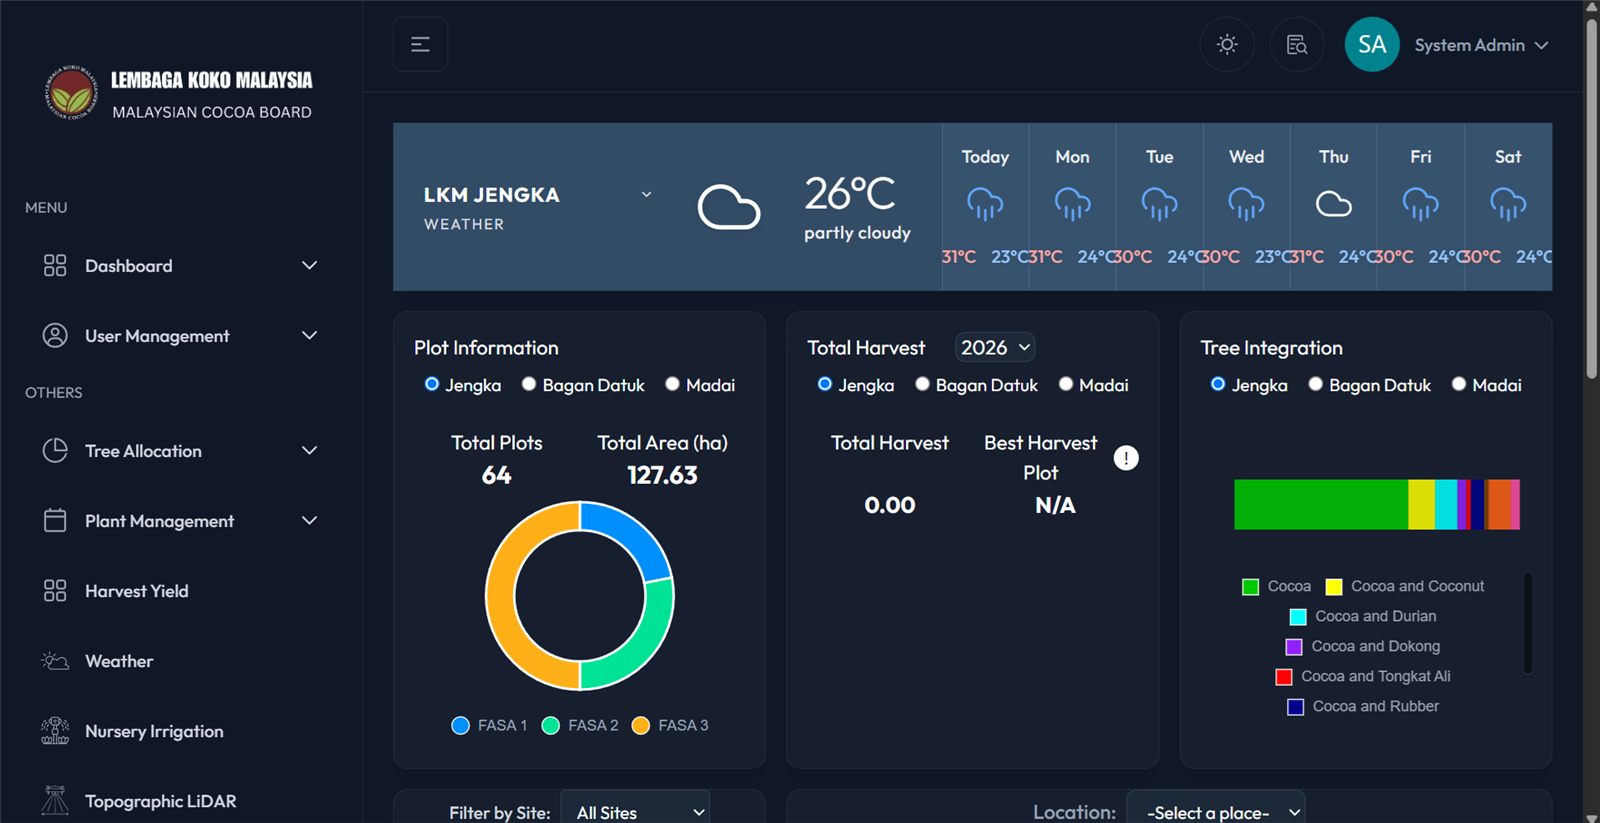 LEMBAGA KOKO MALAYSIA
MALAYSIAN COCOA BOARD
MENU
Dashboard
User Management
OTHERS
Tree Allocation
Plant Management
Harvest Yield
Weather
Nursery Irrigation
Topographic LiDAR
SA System Admin
LKM JENGKA
WEATHER
26°C
partly cloudy
Today Mon Tue Wed Thu Fri Sat
31°C 23°C 31°C 24°C 30°C 24°C 30°C 23°C 31°C 24°C 30°C 24°C 30°C 24°C
Plot Information
Jengka Bagan Datuk Madai
Total Plots Total Area (ha)
64 127.63
FASA 1 FASA 2 FASA 3
Total Harvest 2026
Jengka Bagan Datuk Madai
Total Harvest Best Harvest
Plot
!
0.00 N/A
Tree Integration
Jengka Bagan Datuk Madai
Cocoa Cocoa and Coconut
Cocoa and Durian
Cocoa and Dokong
Cocoa and Tongkat Ali
Cocoa and Rubber
Filter by Site: All Sites
Location: -Select a place-